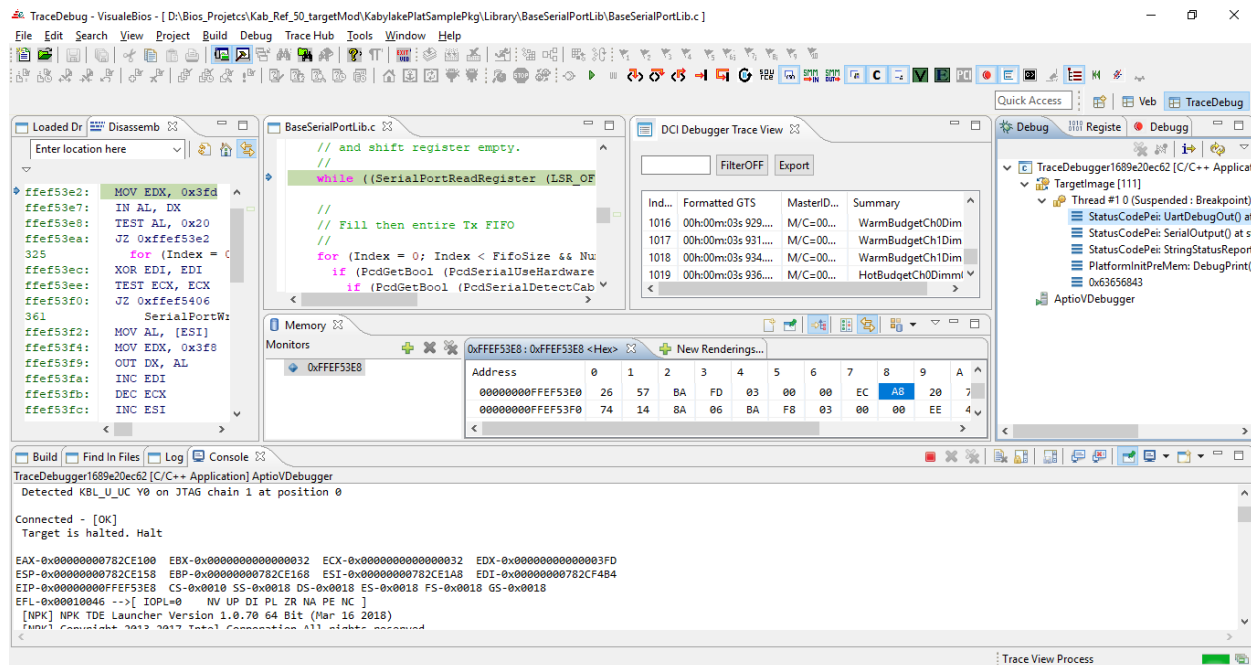 TraceDebug - VisualeBios - [ D:\Bios_Projetcs\Kab_Ref_50_targetMod\KabylakePlatSamplePkg\Library\BaseSerialPortLib\BaseSerialPortLib.c ]
File Edit Search View Project Build Debug Trace Hub Tools Window Help
Quick Access
Veb TraceDebug
Loaded Dr Disassemb
Enter location here
ffef53e2: MOV EDX, 0x3fd
ffef53e7: IN AL, DX
ffef53e8: TEST AL, 0x20
ffef53ea: JZ 0xffef53e2
325 for (Index = 0
ffef53ec: XOR EDI, EDI
ffef53ee: TEST ECX, ECX
ffef53f0: JZ 0xffef5406
361 SerialPortWr
ffef53f2: MOV AL, [ESI]
ffef53f4: MOV EDX, 0x3f8
ffef53f9: OUT DX, AL
ffef53fa: INC EDI
ffef53fb: DEC ECX
ffef53fc: INC ESI
BaseSerialPortLib.c
// and shift register empty.
//
while ((SerialPortReadRegister (LSR_OF
//
// Fill then entire Tx FIFO
//
for (Index = 0; Index < FifoSize && Nu
if (PcdGetBool (PcdSerialUseHardware
if (PcdGetBool (PcdSerialDetectCab
DCI Debugger Trace View
FilterOFF Export
Ind... Formatted GTS MasterID... Summary
1016 00h:00m:03s 929.... M/C=00... WarmBudgetCh0Dim
1017 00h:00m:03s 931.... M/C=00... WarmBudgetCh1Dim
1018 00h:00m:03s 934.... M/C=00... WarmBudgetCh1Dim
1019 00h:00m:03s 936.... M/C=00... HotBudgetCh0Dimm
Debug Registe Debugg
TraceDebugger1689e20ec62 [C/C++ Applicat
TargetImage [111]
Thread #1 0 (Suspended : Breakpoint)
StatusCodePei: UartDebugOut() at
StatusCodePei: SerialOutput() at s
StatusCodePei: StringStatusReport
PlatformInitPreMem: DebugPrint(
0x63656843
AptioVDebugger
Memory
Monitors
0xFFEF53E8
0xFFEF53E8 : 0xFFEF53E8 <Hex> New Renderings...
Address 0 1 2 3 4 5 6 7 8 9 A
00000000FFEF53E0 26 57 BA FD 03 00 00 EC A8 20 7
00000000FFEF53F0 74 14 8A 06 BA F8 03 00 00 EE 4
Build Find In Files Log Console
TraceDebugger1689e20ec62 [C/C++ Application] AptioVDebugger
Detected KBL_U_UC Y0 on JTAG chain 1 at position 0
Connected - [OK]
Target is halted. Halt
EAX-0x00000000782CE100 EBX-0x0000000000000032 ECX-0x0000000000000032 EDX-0x00000000000003FD
ESP-0x00000000782CE158 EBP-0x00000000782CE168 ESI-0x00000000782CE1A8 EDI-0x00000000782CF4B4
EIP-0x00000000FFEF53E8 CS-0x0010 SS-0x0018 DS-0x0018 ES-0x0018 FS-0x0018 GS-0x0018
EFL-0x00010046 -->[ IOPL=0 NV UP DI PL ZR NA PE NC ]
[NPK] NPK TDE Launcher Version 1.0.70 64 Bit (Mar 16 2018)
[NPK] Copyright 2013-2017 Intel Corporation All rights reserved
Trace View Process